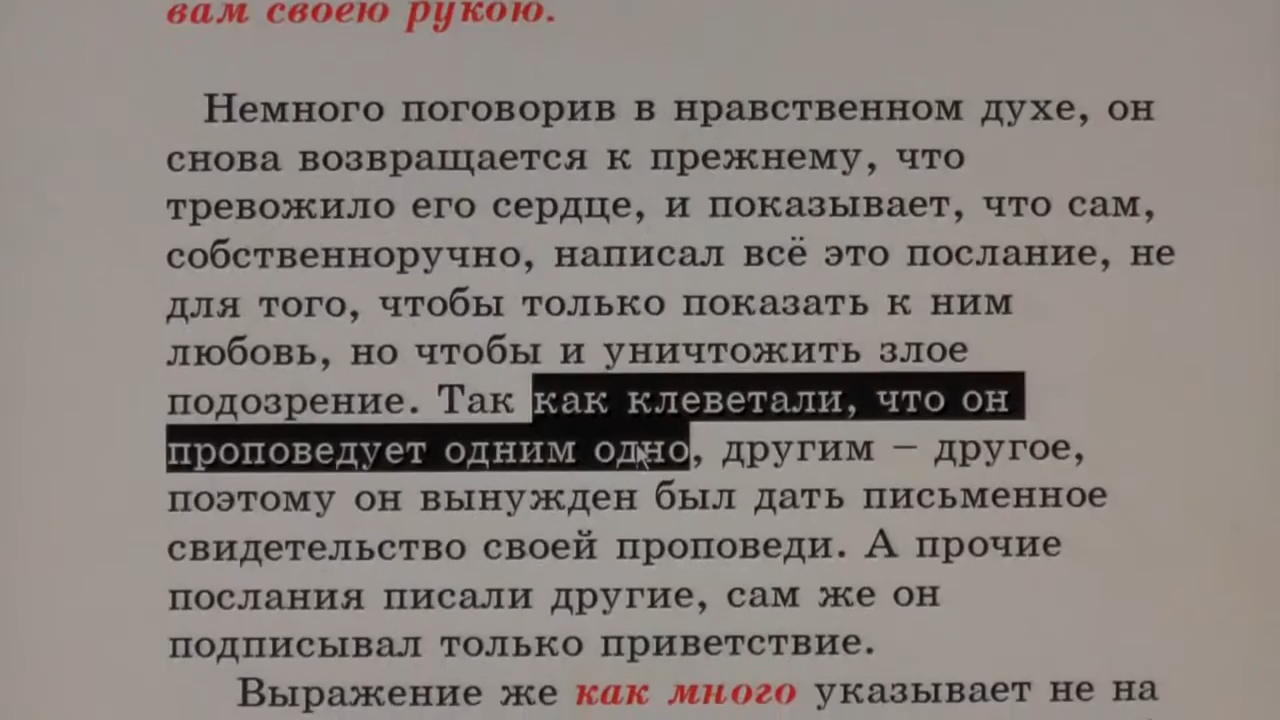 вам своею рукою.
Немного поговорив в нравственном духе, он
снова возвращается к прежнему, что
тревожило его сердце, и показывает, что сам,
собственноручно, написал всё это послание, не
для того, чтобы только показать к ним
любовь, но чтобы и уничтожить злое
подозрение. Так как клеветали, что он
проповедует одним одно, другим – другое,
поэтому он вынужден был дать письменное
свидетельство своей проповеди. А прочие
послания писали другие, сам же он
подписывал только приветствие.
Выражение же как много указывает не на